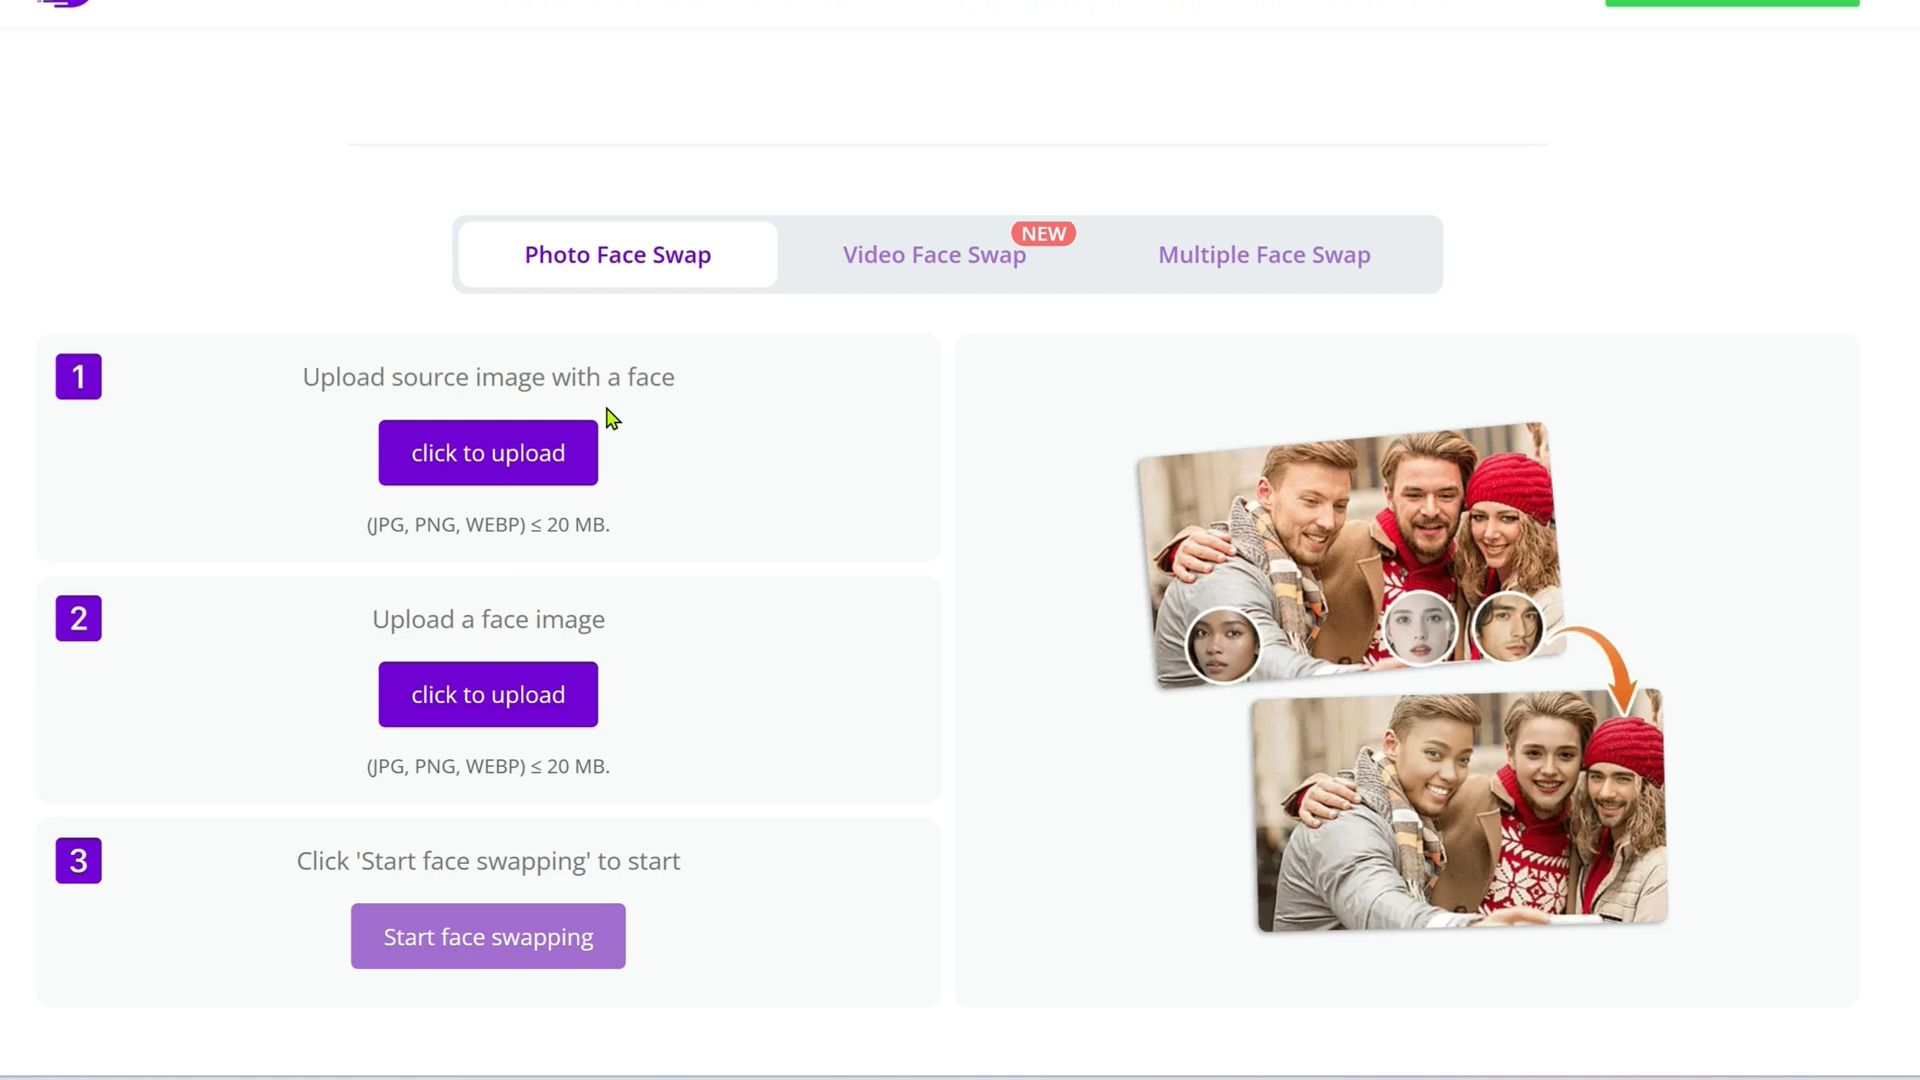 Photo Face Swap
Video Face Swap
NEW
Multiple Face Swap
1
Upload source image with a face
click to upload
(JPG, PNG, WEBP) ≤ 20 MB.
2
Upload a face image
click to upload
(JPG, PNG, WEBP) ≤ 20 MB.
3
Click 'Start face swapping' to start
Start face swapping